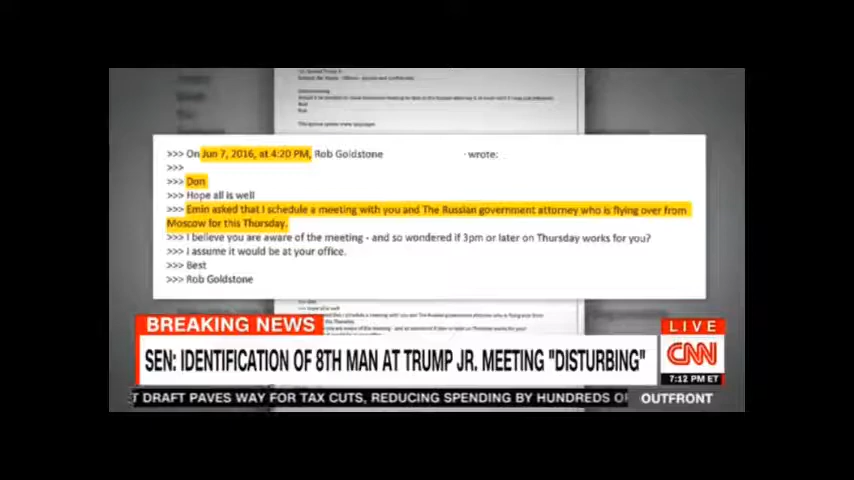 >>> On Jun 7, 2016, at 4:20 PM, Rob Goldstone wrote:
>>>
>>> Don
>>> Hope all is well
>>> Emin asked that I schedule a meeting with you and The Russian government attorney who is flying over from
Moscow for this Thursday.
>>> I believe you are aware of the meeting - and so wondered if 3pm or later on Thursday works for you?
>>> I assume it would be at your office.
>>> Best
>>> Rob Goldstone
BREAKING NEWS
LIVE
SEN: IDENTIFICATION OF 8TH MAN AT TRUMP JR. MEETING "DISTURBING"
CNN
7:12 PM ET
T DRAFT PAVES WAY FOR TAX CUTS, REDUCING SPENDING BY HUNDREDS OF
OUTFRONT